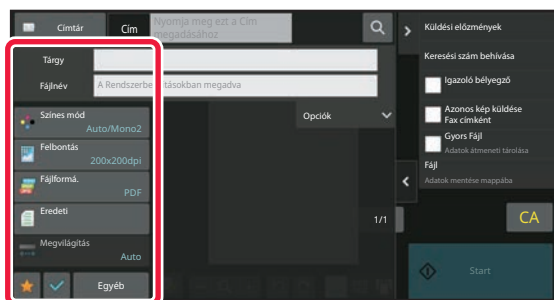 Címtár
Cím
Nyomja meg ezt a Cím
megadásához
Tárgy
Fájlnév
A Rendszerbeállításokban megadva
Opciók
Színes mód
Auto/Mono2
Felbontás
200x200dpi
Fájlformá.
PDF
Eredeti
Megvilágítás
Auto
Egyéb
1/1
Küldési előzmények
Keresési szám behívása
Igazoló bélyegző
Azonos kép küldése
Fax címként
Gyors Fájl
Adatok átmeneti tárolása
Fájl
Adatok mentése mappába
CA
Start